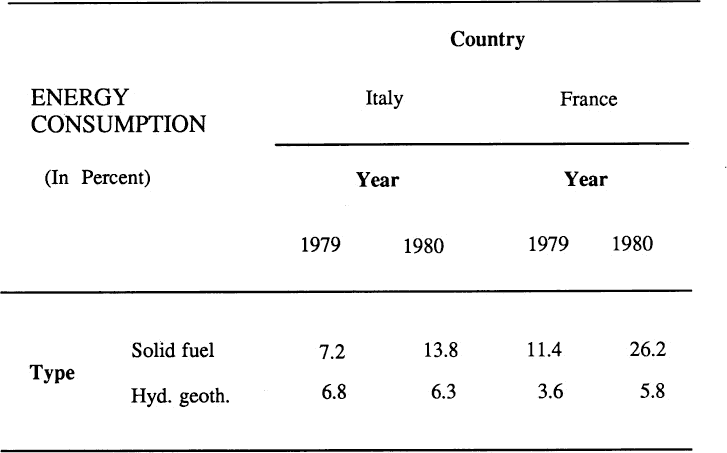 Country
ENERGY CONSUMPTION
Italy France
(In Percent) Year Year
1979 1980 1979 1980
Type
Solid fuel 7.2 13.8 11.4 26.2
Hyd. geoth. 6.8 6.3 3.6 5.8